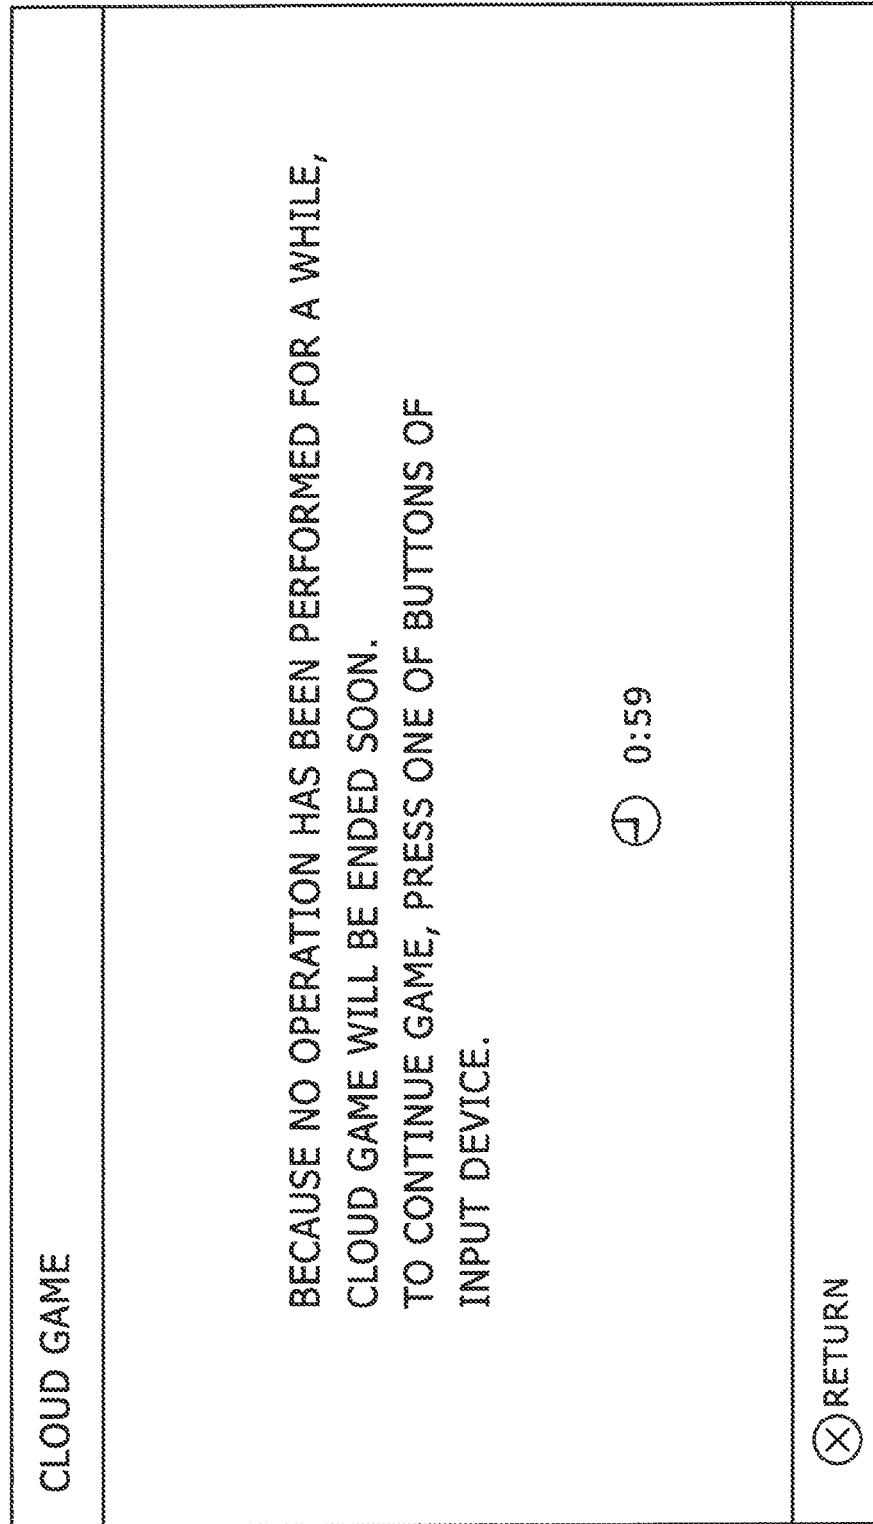 CLOUD GAME
BECAUSE NO OPERATION HAS BEEN PERFORMED FOR A WHILE,
CLOUD GAME WILL BE ENDED SOON.
TO CONTINUE GAME, PRESS ONE OF BUTTONS OF
INPUT DEVICE.
0:59
RETURN